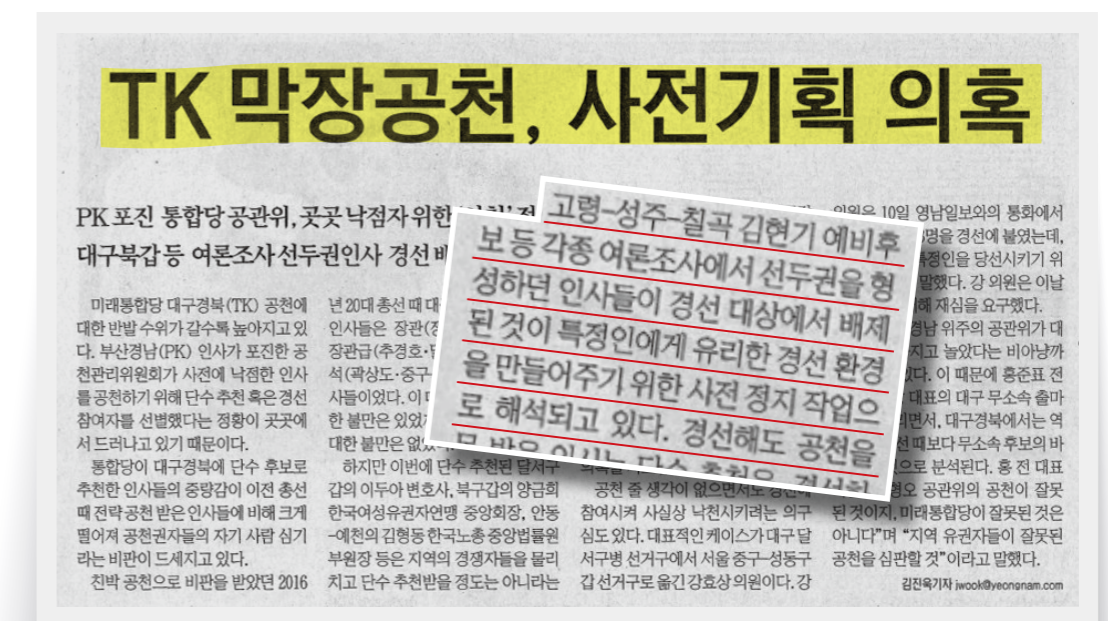 TK 막장공천, 사전기획 의혹
PK 포진 통합당 공관위, 곳곳 낙점자 위한
대구북갑 등 여론조사 선두권인사 경선
미래통합당 대구경북(TK) 공천에
대한 반발 수위가 갈수록 높아지고 있
다. 부산경남(PK) 인사가 포진한 공
천관리위원회가 사전에 낙점한 인사
를 공천하기 위해 단수 추천 혹은 경선
참여자를 선별했다는 정황이 곳곳에
서 드러나고 있기 때문이다.
통합당이 대구경북에 단수 후보로
추천한 인사들의 중량감이 이전 총선
때 전략 공천 받은 인사들에 비해 크게
떨어져 공천권자들의 자기 사람 심기
라는 비판이 드세지고 있다.
친박 공천으로 비판을 받았던 2016
년 20대 총선 때 대
인사들은 장관(
장관급(추경호·
석(곽상도·중구
사들이었다. 이
한 불만은 있었
대한 불만은
하지만 이번에 단수 추천된 달서구
갑의 이두아 변호사, 북구갑의 양금희
한국여성유권자연맹 중앙회장, 안동
-예천의 김형동 한국노총 중앙법률원
부원장 등은 지역의 경쟁자들을 물리
치고 단수 추천받을 정도는 아니라는
고령-성주-칠곡 김현기 예비후
보 등 각종 여론조사에서 선두권을 형
성하던 인사들이 경선 대상에서 배제
된 것이 특정인에게 유리한 경선 환경
을 만들어주기 위한 사전 정지 작업으
로 해석되고 있다. 경선해도 공천을
공천 줄 생각이 없으면서도 경선에
참여시켜 사실상 낙천시키려는 의구
심도 있다. 대표적인 케이스가 대구 달
서구병 선거구에서 서울 중구-성동구
갑 선거구로 옮긴 강효상 의원이다. 강
의원은 10일 영남일보와의 통화에서
경선에 붙였는데,
당선시키기 위
말했다. 강 의원은 이날
재심을 요구했다.
위주의 공관위가 대
놀았다는 비아냥까
이 때문에 홍준표 전
대표의 대구 무소속 출마
대구경북에서는 역
때보다 무소속 후보의 바
분석된다. 홍 전 대표
공관위의 공천이 잘못
된 것이지, 미래통합당이 잘못된 것은
아니다”며 “지역 유권자들이 잘못된
공천을 심판할 것”이라고 말했다.
김진욱기자 jwook@yeongnam.com